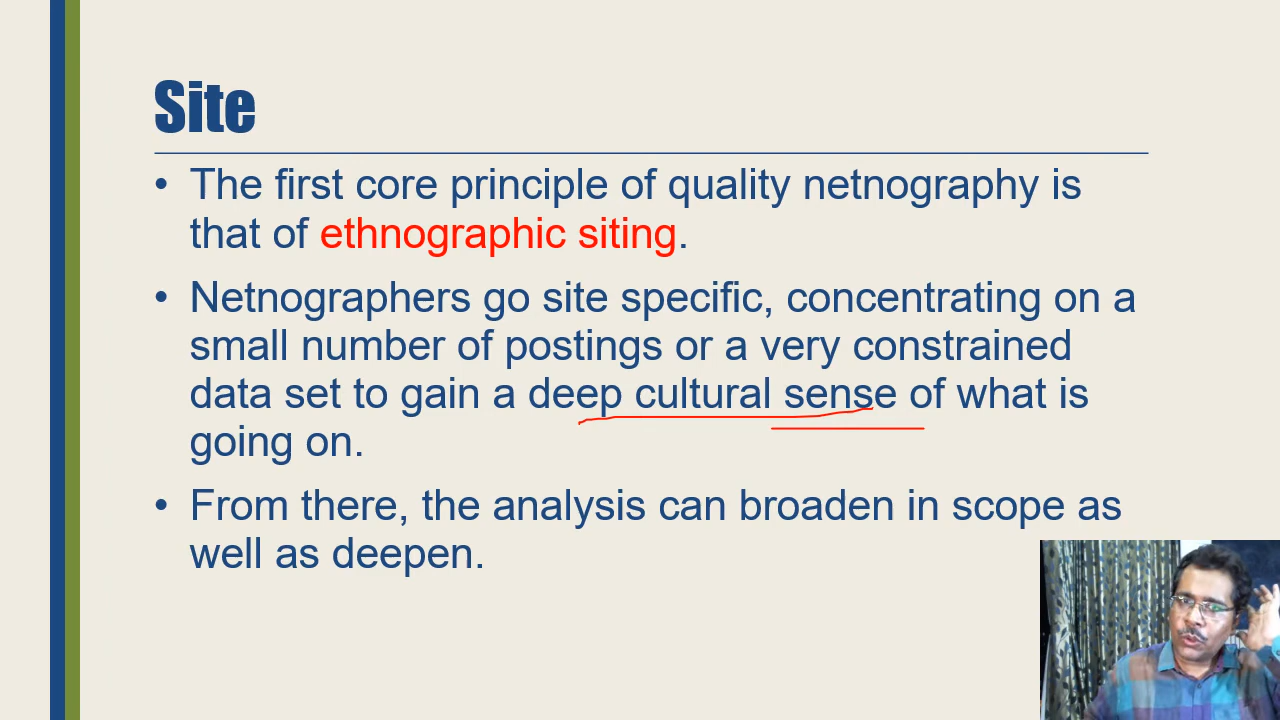 Site
• The first core principle of quality netnography is
that of ethnographic siting.
• Netnographers go site specific, concentrating on a
small number of postings or a very constrained
data set to gain a deep cultural sense of what is
going on.
• From there, the analysis can broaden in scope as
well as deepen.